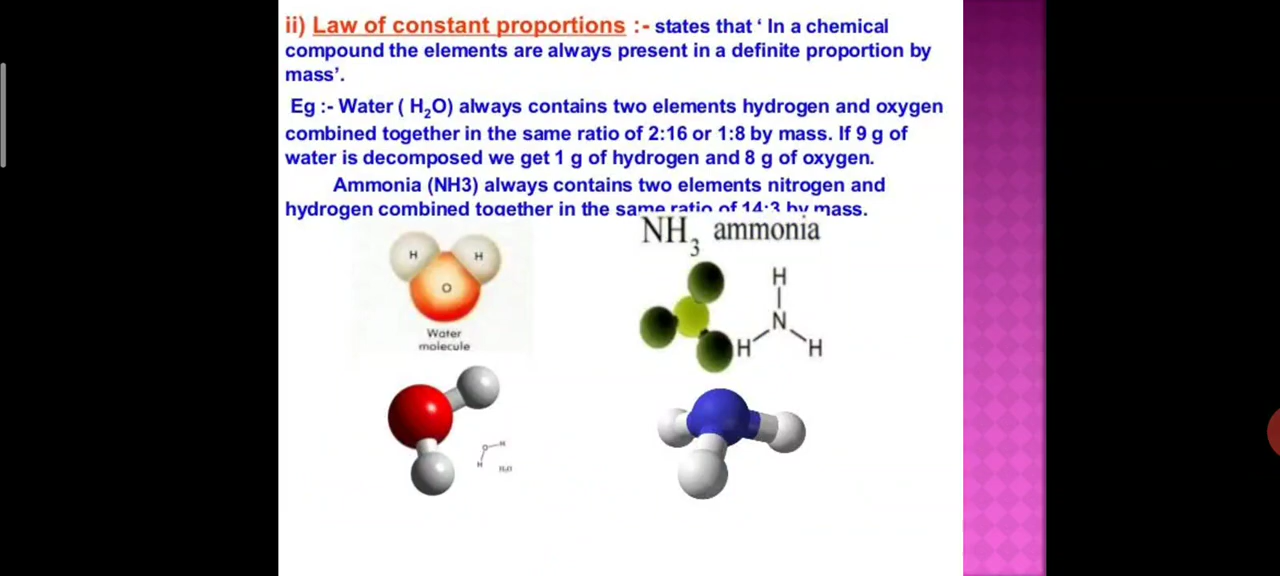 ii) Law of constant proportions :- states that ‘ In a chemical
compound the elements are always present in a definite proportion by
mass’.
Eg :- Water ( H₂O) always contains two elements hydrogen and oxygen
combined together in the same ratio of 2:16 or 1:8 by mass. If 9 g of
water is decomposed we get 1 g of hydrogen and 8 g of oxygen.
Ammonia (NH3) always contains two elements nitrogen and
hydrogen combined together in the same ratio of 14:3 by mass.
H H
O
Water
molecule
NH₃ ammonia
H
N
H H
O H
H
H₂O